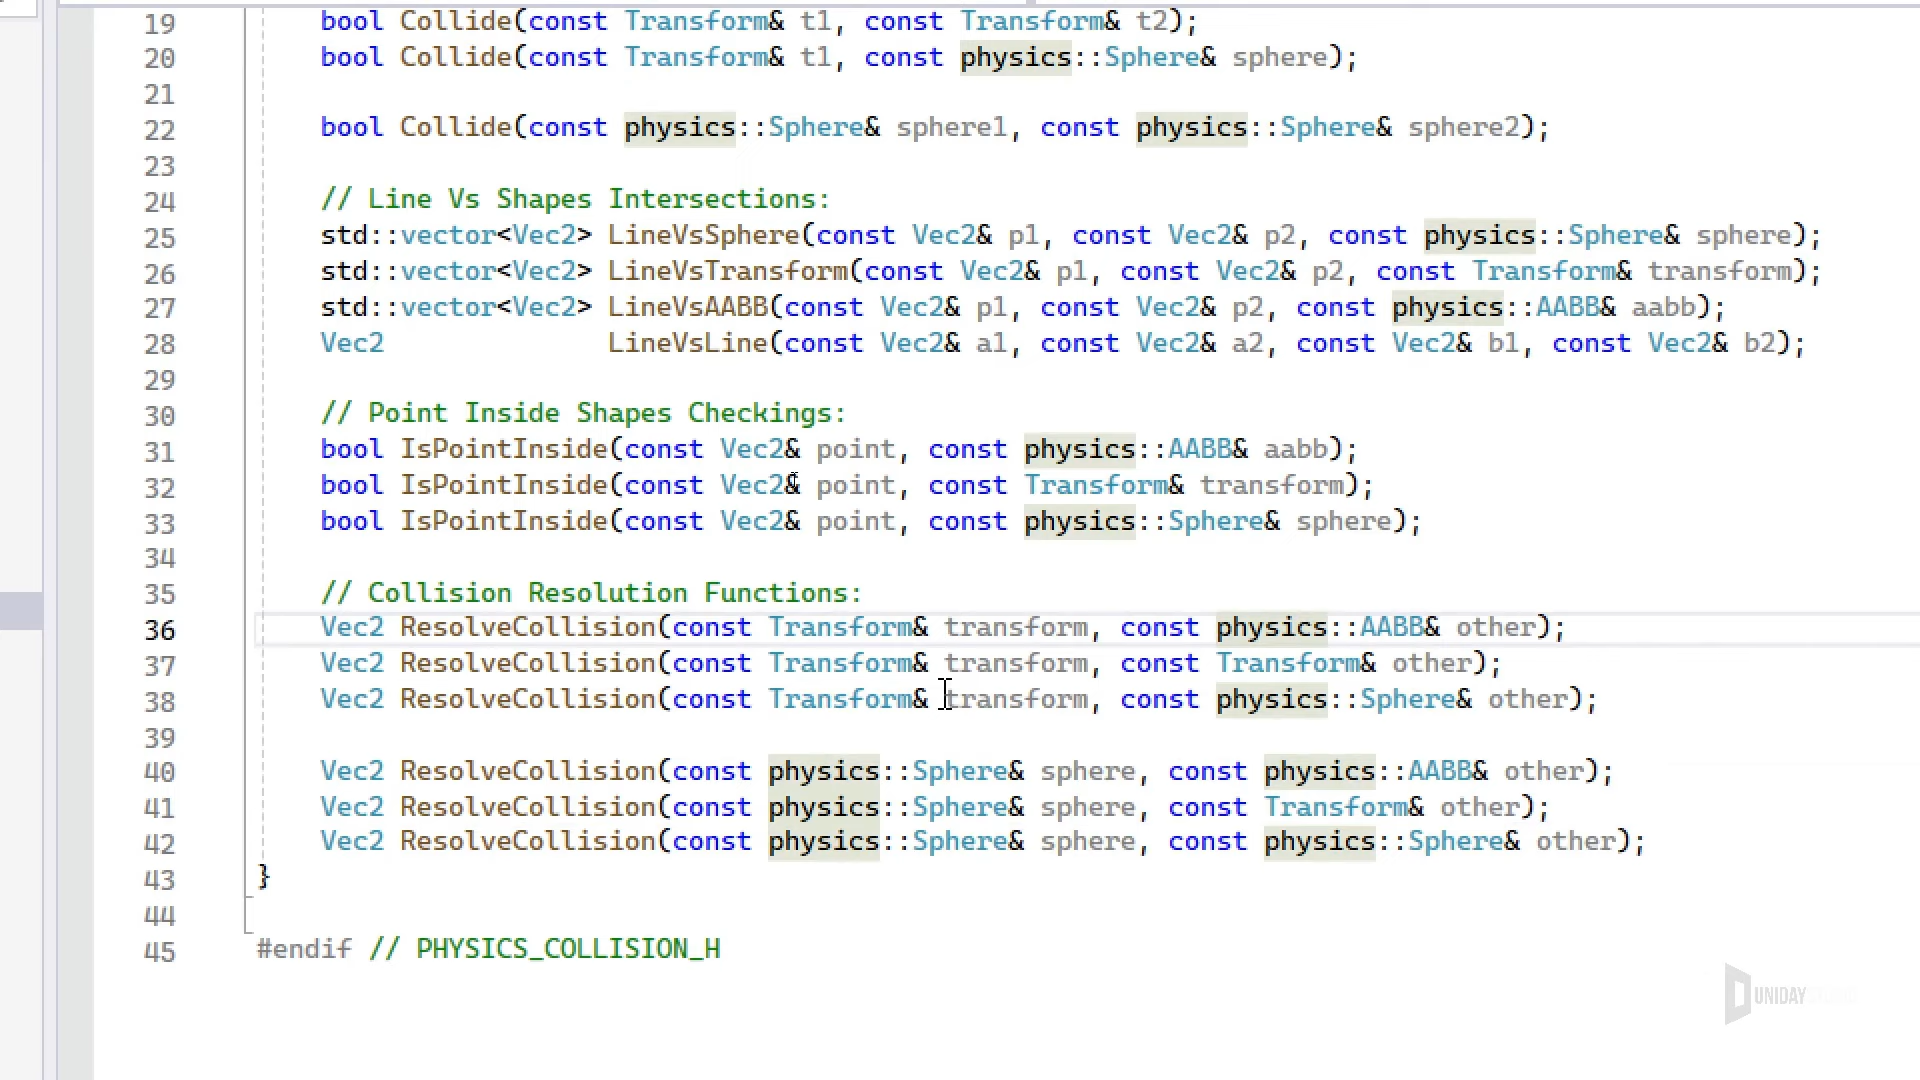 19 bool Collide(const Transform& t1, const Transform& t2);
20 bool Collide(const Transform& t1, const physics::Sphere& sphere);
21
22 bool Collide(const physics::Sphere& sphere1, const physics::Sphere& sphere2);
23
24 // Line Vs Shapes Intersections:
25 std::vector<Vec2> LineVsSphere(const Vec2& p1, const Vec2& p2, const physics::Sphere& sphere);
26 std::vector<Vec2> LineVsTransform(const Vec2& p1, const Vec2& p2, const Transform& transform);
27 std::vector<Vec2> LineVsAABB(const Vec2& p1, const Vec2& p2, const physics::AABB& aabb);
28 Vec2 LineVsLine(const Vec2& a1, const Vec2& a2, const Vec2& b1, const Vec2& b2);
29
30 // Point Inside Shapes Checkings:
31 bool IsPointInside(const Vec2& point, const physics::AABB& aabb);
32 bool IsPointInside(const Vec2& point, const Transform& transform);
33 bool IsPointInside(const Vec2& point, const physics::Sphere& sphere);
34
35 // Collision Resolution Functions:
36 Vec2 ResolveCollision(const Transform& transform, const physics::AABB& other);
37 Vec2 ResolveCollision(const Transform& transform, const Transform& other);
38 Vec2 ResolveCollision(const Transform& transform, const physics::Sphere& other);
39
40 Vec2 ResolveCollision(const physics::Sphere& sphere, const physics::AABB& other);
41 Vec2 ResolveCollision(const physics::Sphere& sphere, const Transform& other);
42 Vec2 ResolveCollision(const physics::Sphere& sphere, const physics::Sphere& other);
43 }
44
45 #endif // PHYSICS_COLLISION_H
UNIDAY